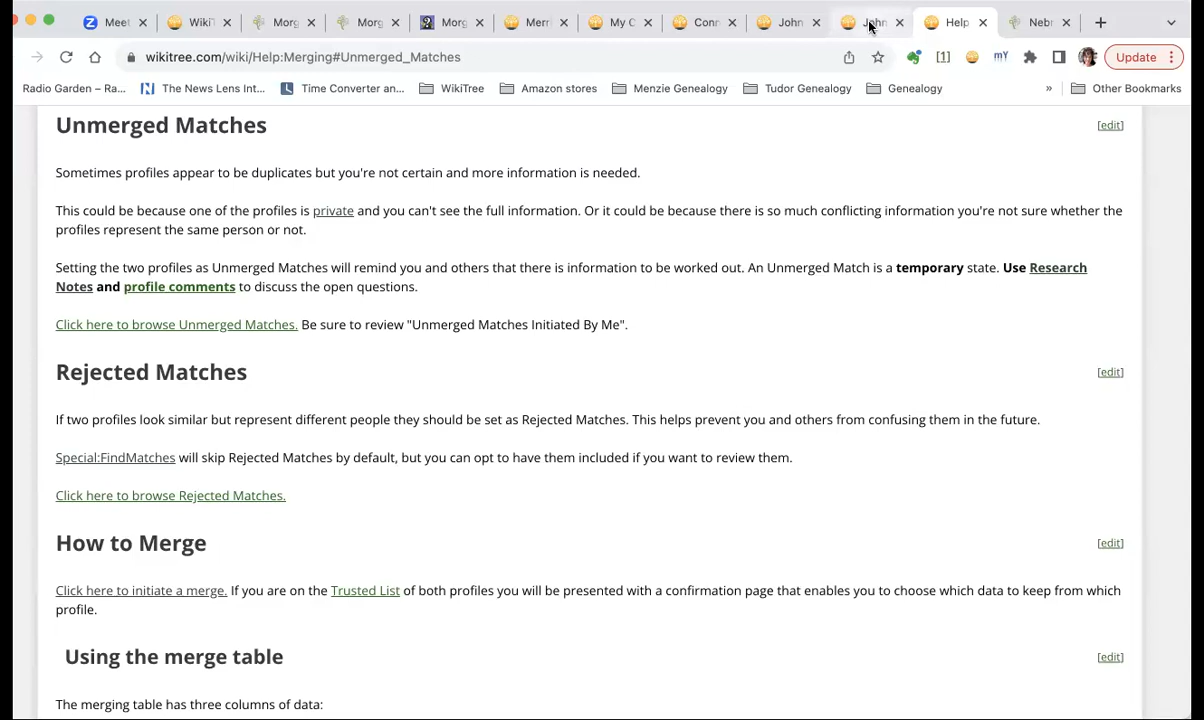 Meet WikiT Morg Morg Morg Merri My C Conn John John Help Nebr
wikitree.com/wiki/Help:Merging#Unmerged_Matches [1] mY Update
Radio Garden – Ra... The News Lens Int... Time Converter an... WikiTree Amazon stores Menzie Genealogy Tudor Genealogy Genealogy » Other Bookmarks
Unmerged Matches [edit]
Sometimes profiles appear to be duplicates but you're not certain and more information is needed.
This could be because one of the profiles is private and you can't see the full information. Or it could be because there is so much conflicting information you're not sure whether the
profiles represent the same person or not.
Setting the two profiles as Unmerged Matches will remind you and others that there is information to be worked out. An Unmerged Match is a temporary state. Use Research
Notes and profile comments to discuss the open questions.
Click here to browse Unmerged Matches. Be sure to review "Unmerged Matches Initiated By Me".
Rejected Matches [edit]
If two profiles look similar but represent different people they should be set as Rejected Matches. This helps prevent you and others from confusing them in the future.
Special:FindMatches will skip Rejected Matches by default, but you can opt to have them included if you want to review them.
Click here to browse Rejected Matches.
How to Merge [edit]
Click here to initiate a merge. If you are on the Trusted List of both profiles you will be presented with a confirmation page that enables you to choose which data to keep from which
profile.
Using the merge table [edit]
The merging table has three columns of data: